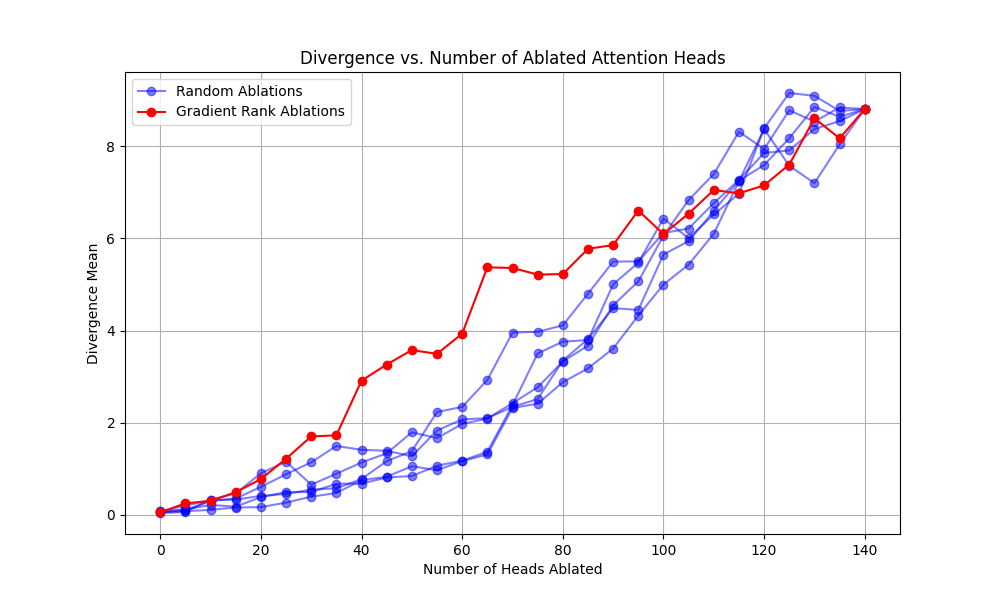 Divergence vs. Number of Ablated Attention Heads
Random Ablations
Gradient Rank Ablations
Divergence Mean
8
6
4
2
0
0 20 40 60 80 100 120 140
Number of Heads Ablated